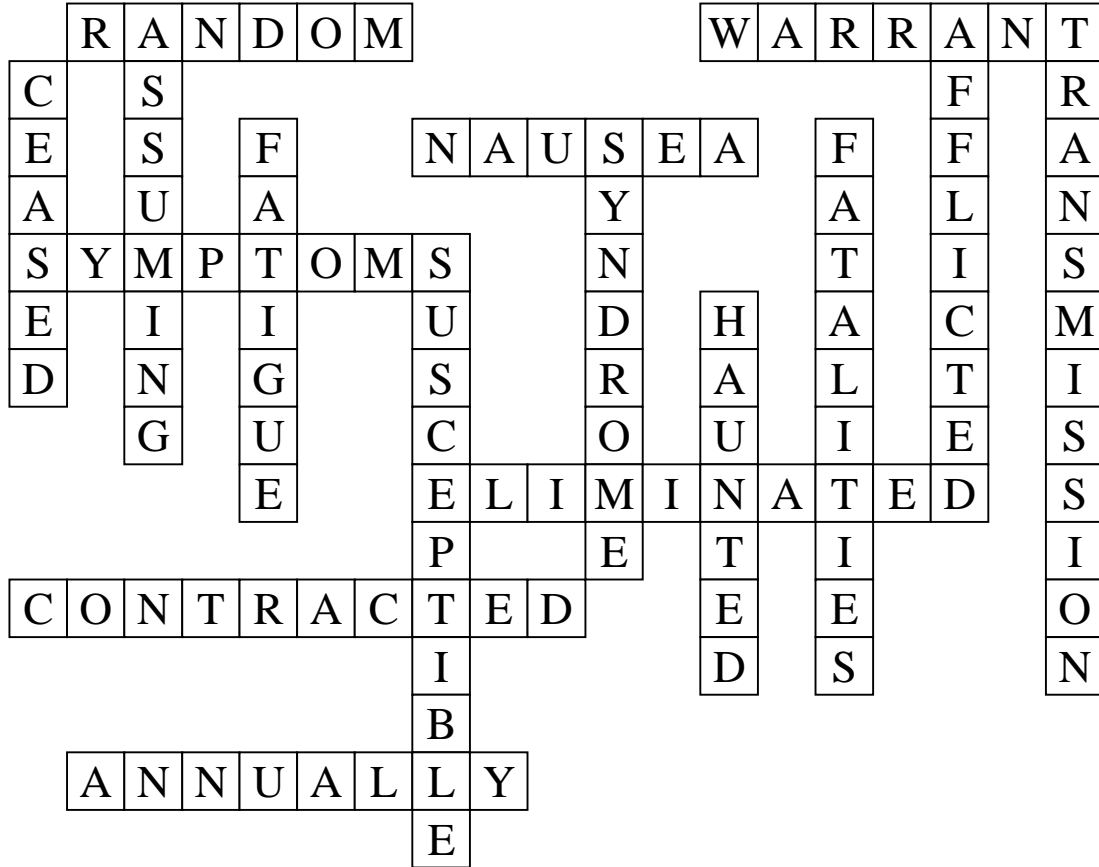 RANDOM
ASSUMING
WARRANT
AFFLICTED
TRANSMISSION
CEASED
FATIGUE
NAUSEA
SYNDROME
FATALITIES
SYMPTOMS
SUSCEPTIBLE
HAUNTED
ELIMINATED
CONTRACTED
ANNUALLY